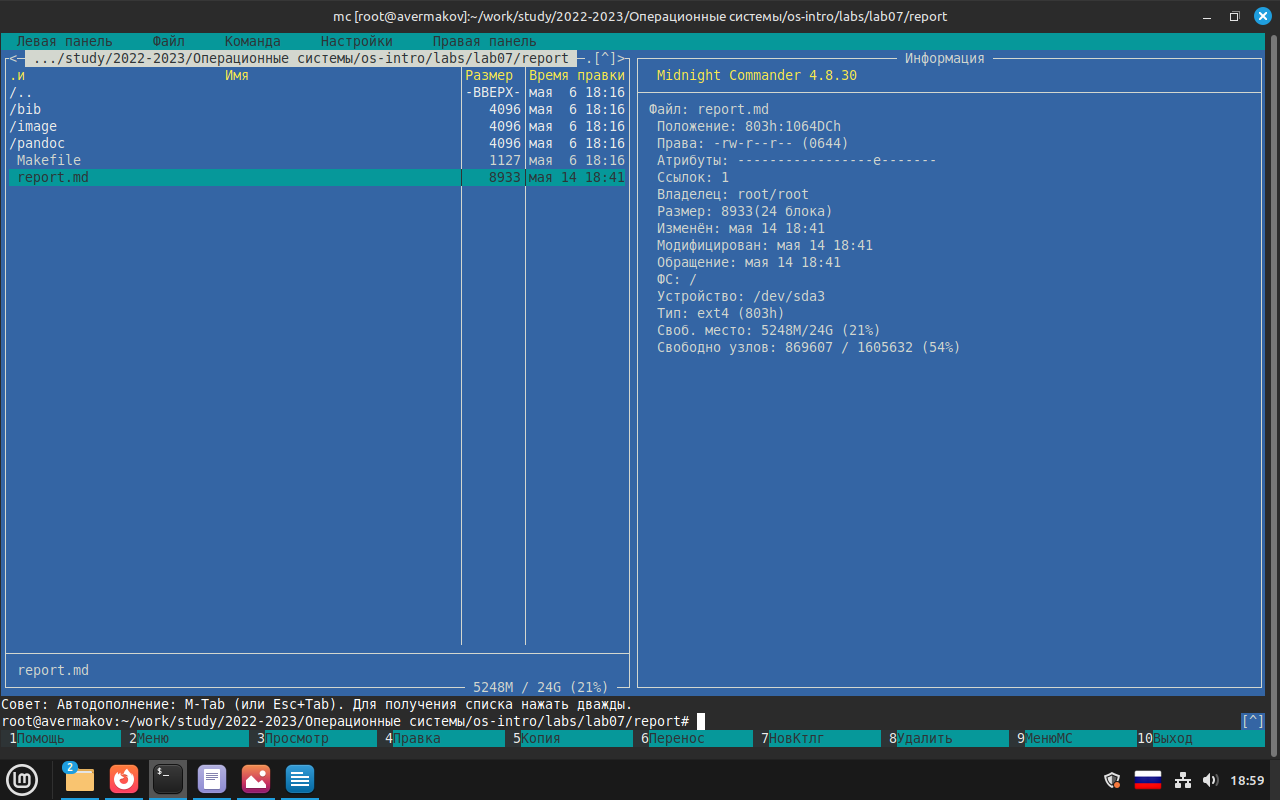 mc [root@avermakov]:~/work/study/2022-2023/Операционные системы/os-intro/labs/lab07/report
Левая панель Файл Команда Настройки Правая панель
<─ .../study/2022-2023/Операционные системы/os-intro/labs/lab07/report ─.[^]>
.и Имя Размер Время правки
/.. -ВВЕРХ- мая 6 18:16
/bib 4096 мая 6 18:16
/image 4096 мая 6 18:16
/pandoc 4096 мая 6 18:16
Makefile 1127 мая 6 18:16
report.md 8933 мая 14 18:41
report.md
5248M / 24G (21%)
Информация
Midnight Commander 4.8.30
Файл: report.md
Положение: 803h:1064DCh
Права: -rw-r--r-- (0644)
Атрибуты: -----------------e-------
Ссылок: 1
Владелец: root/root
Размер: 8933(24 блока)
Изменён: мая 14 18:41
Модифицирован: мая 14 18:41
Обращение: мая 14 18:41
ФС: /
Устройство: /dev/sda3
Тип: ext4 (803h)
Своб. место: 5248M/24G (21%)
Свободно узлов: 869607 / 1605632 (54%)
Совет: Автодополнение: M-Tab (или Esc+Tab). Для получения списка нажать дважды.
root@avermakov:~/work/study/2022-2023/Операционные системы/os-intro/labs/lab07/report# [^]
1Помощь 2Меню 3Просмотр 4Правка 5Копия 6Перенос 7НовКтлг 8Удалить 9МенюMC 10Выход
2
$_
18:59